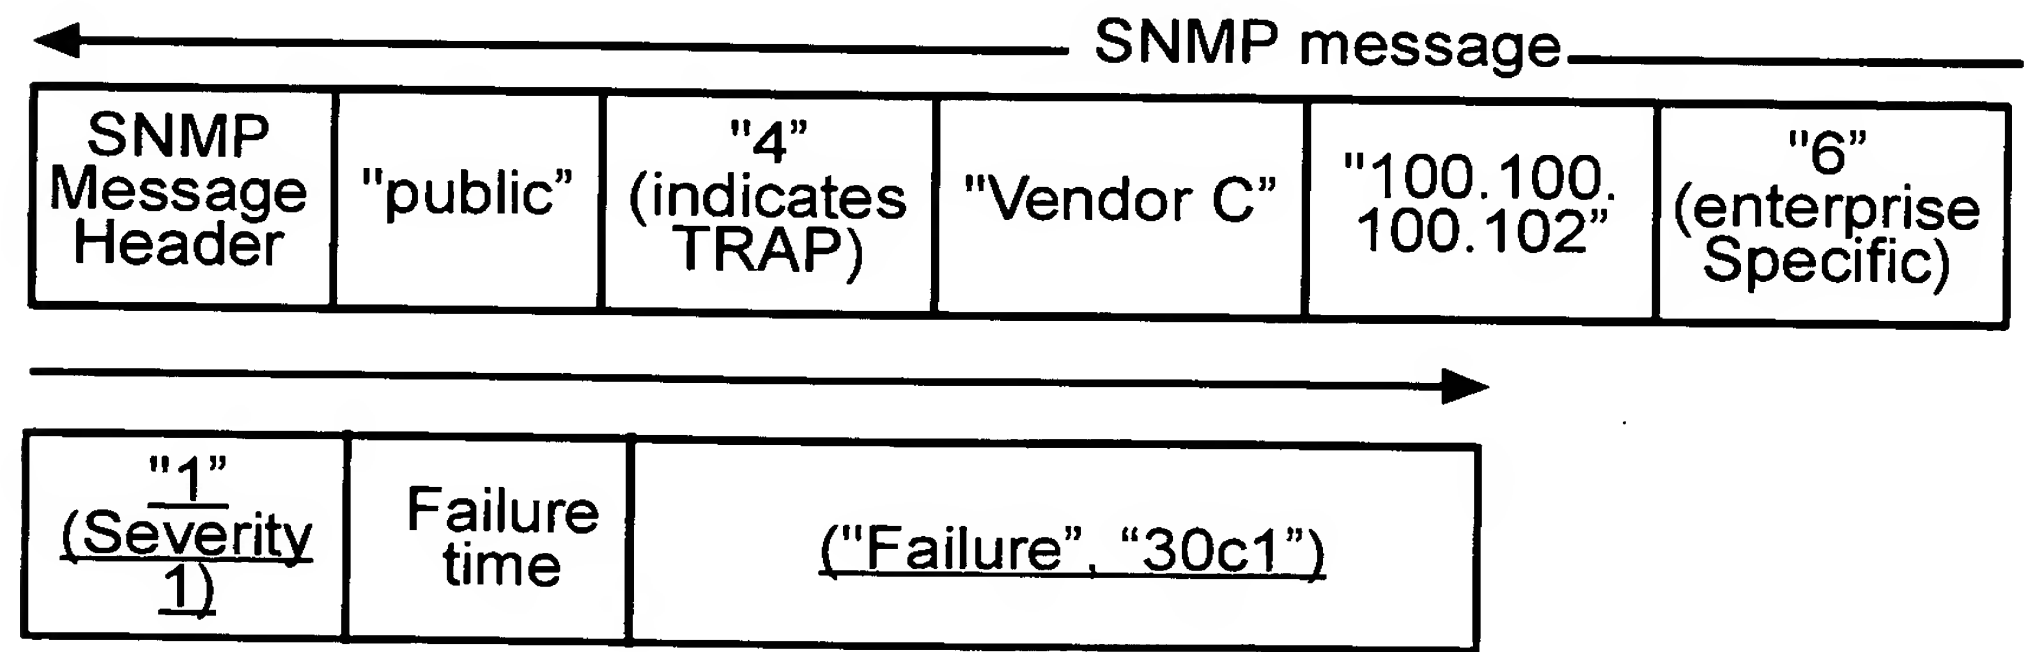 SNMP message
SNMP
Message
Header
"public”
"4”
(indicates
TRAP)
"Vendor C”
"100.100.
100.102”
"6”
(enterprise
Specific)
"1”
(Severity
1)
Failure
time
("Failure”, “30c1”)